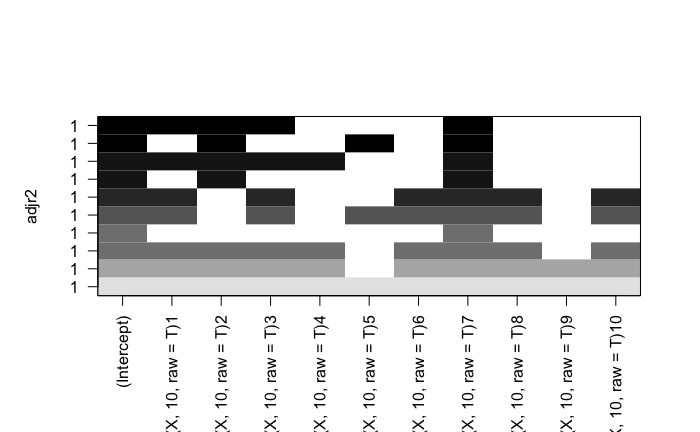 adjr2
1
1
1
1
1
1
1
1
1
1
(Intercept)
(X, 10, raw = T)1
(X, 10, raw = T)2
(X, 10, raw = T)3
(X, 10, raw = T)4
(X, 10, raw = T)5
(X, 10, raw = T)6
(X, 10, raw = T)7
(X, 10, raw = T)8
(X, 10, raw = T)9
X, 10, raw = T)10